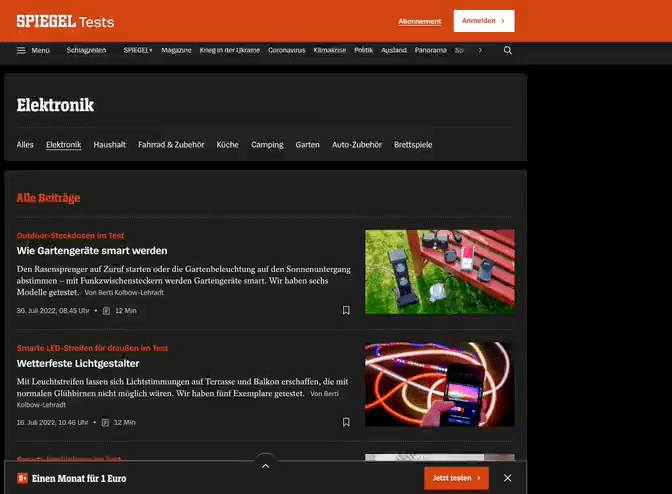 SPIEGEL Tests
Abonnement
Anmelden
Menü
Schlagzeilen
SPIEGEL+
Magazine
Krieg in der Ukraine
Coronavirus
Klimakrise
Politik
Ausland
Panorama
Sp
Elektronik
Alles
Elektronik
Haushalt
Fahrrad & Zubehör
Küche
Camping
Garten
Auto-Zubehör
Brettspiele
Alle Beiträge
Outdoor-Steckdosen im Test
Wie Gartengeräte smart werden
Den Rasensprenger auf Zuruf starten oder die Gartenbeleuchtung auf den Sonnenuntergang
abstimmen – mit Funkzwischensteckern werden Gartengeräte smart. Wir haben sechs
Modelle getestet. Von Berti Kolbow-Lehradt
30. Juli 2022, 08.45 Uhr • 12 Min
Smarte LED-Streifen für draußen im Test
Wetterfeste Lichtgestalter
Mit Leuchtstreifen lassen sich Lichtstimmungen auf Terrasse und Balkon erschaffen, die mit
normalen Glühbirnen nicht möglich wären. Wir haben fünf Exemplare getestet. Von Berti
Kolbow-Lehradt
16. Juli 2022, 10.46 Uhr • 12 Min
S+ Einen Monat für 1 Euro
Jetzt testen